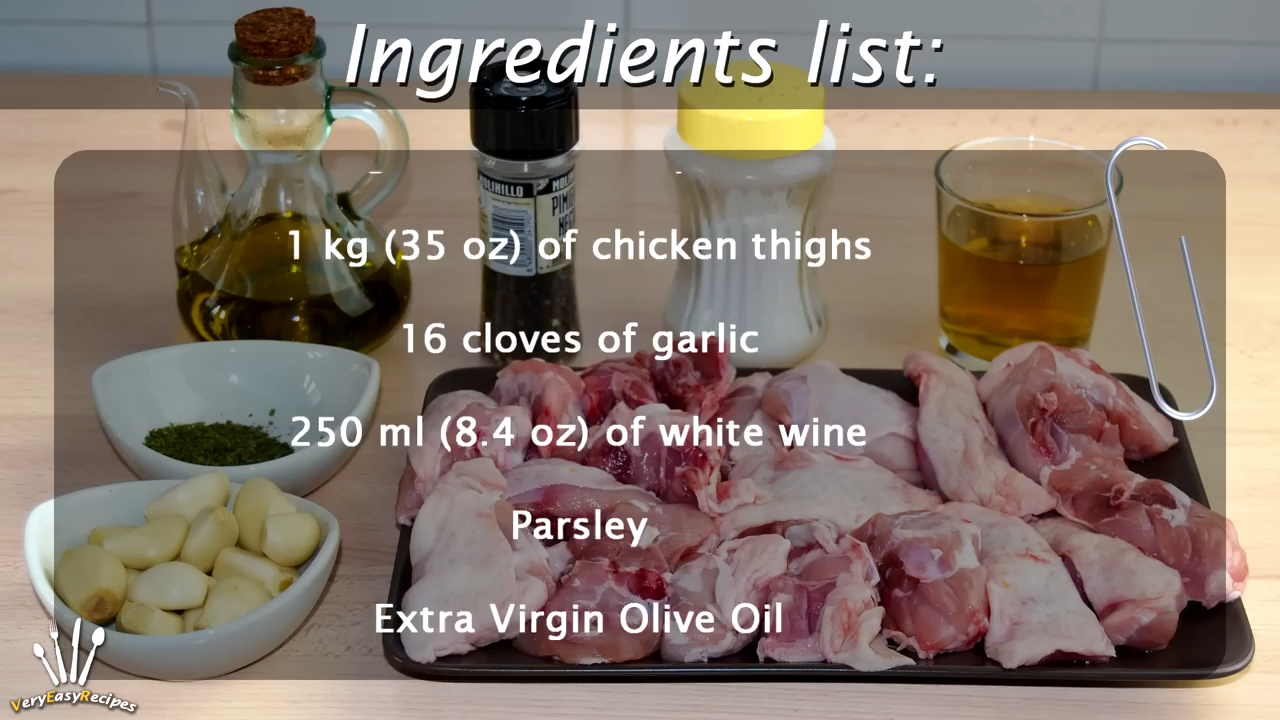 Ingredients list:
MOLINILLO
1 kg (35 oz) of chicken thighs
16 cloves of garlic
250 ml (8.4 oz) of white wine
Parsley
Extra Virgin Olive Oil
VeryEasyRecipes